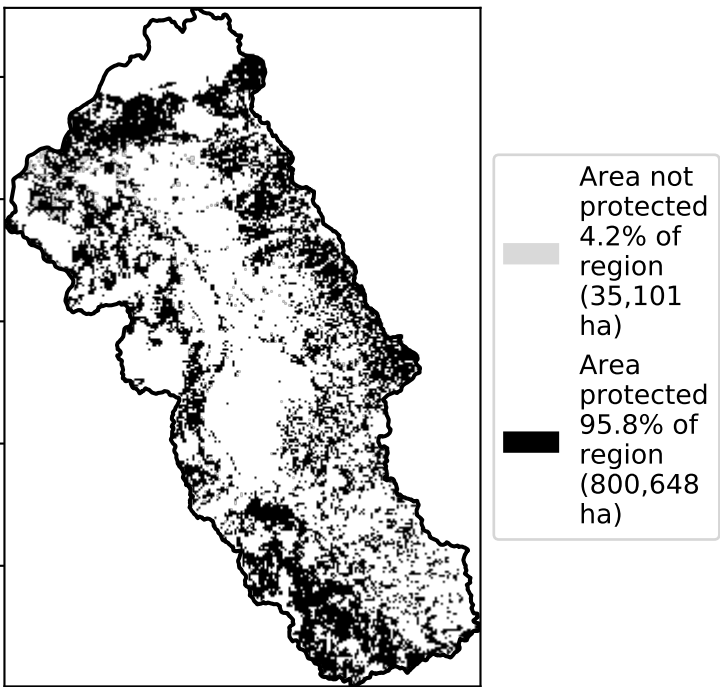 Area not
protected
4.2% of
region
(35,101
ha)
Area
protected
95.8% of
region
(800,648
ha)